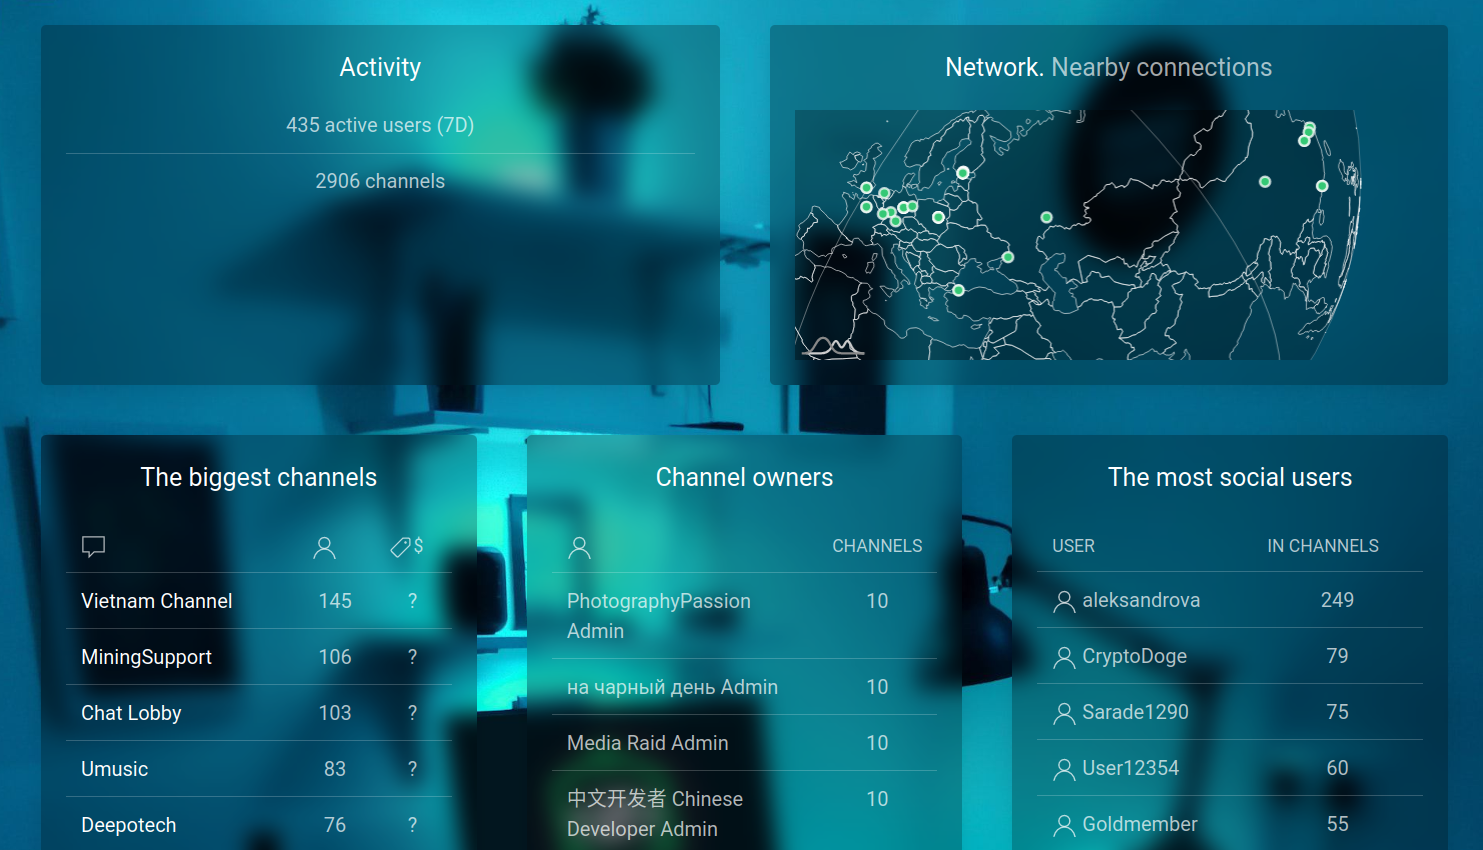 Activity
435 active users (7D)
2906 channels
Network. Nearby connections
The biggest channels
$
Vietnam Channel 145 ?
MiningSupport 106 ?
Chat Lobby 103 ?
Umusic 83 ?
Deepotech 76 ?
Channel owners
CHANNELS
PhotographyPassion 10
Admin
на чарный день Admin 10
Media Raid Admin 10
中文开发者 Chinese 10
Developer Admin
The most social users
USER IN CHANNELS
aleksandrova 249
CryptoDoge 79
Sarade1290 75
User12354 60
Goldmember 55